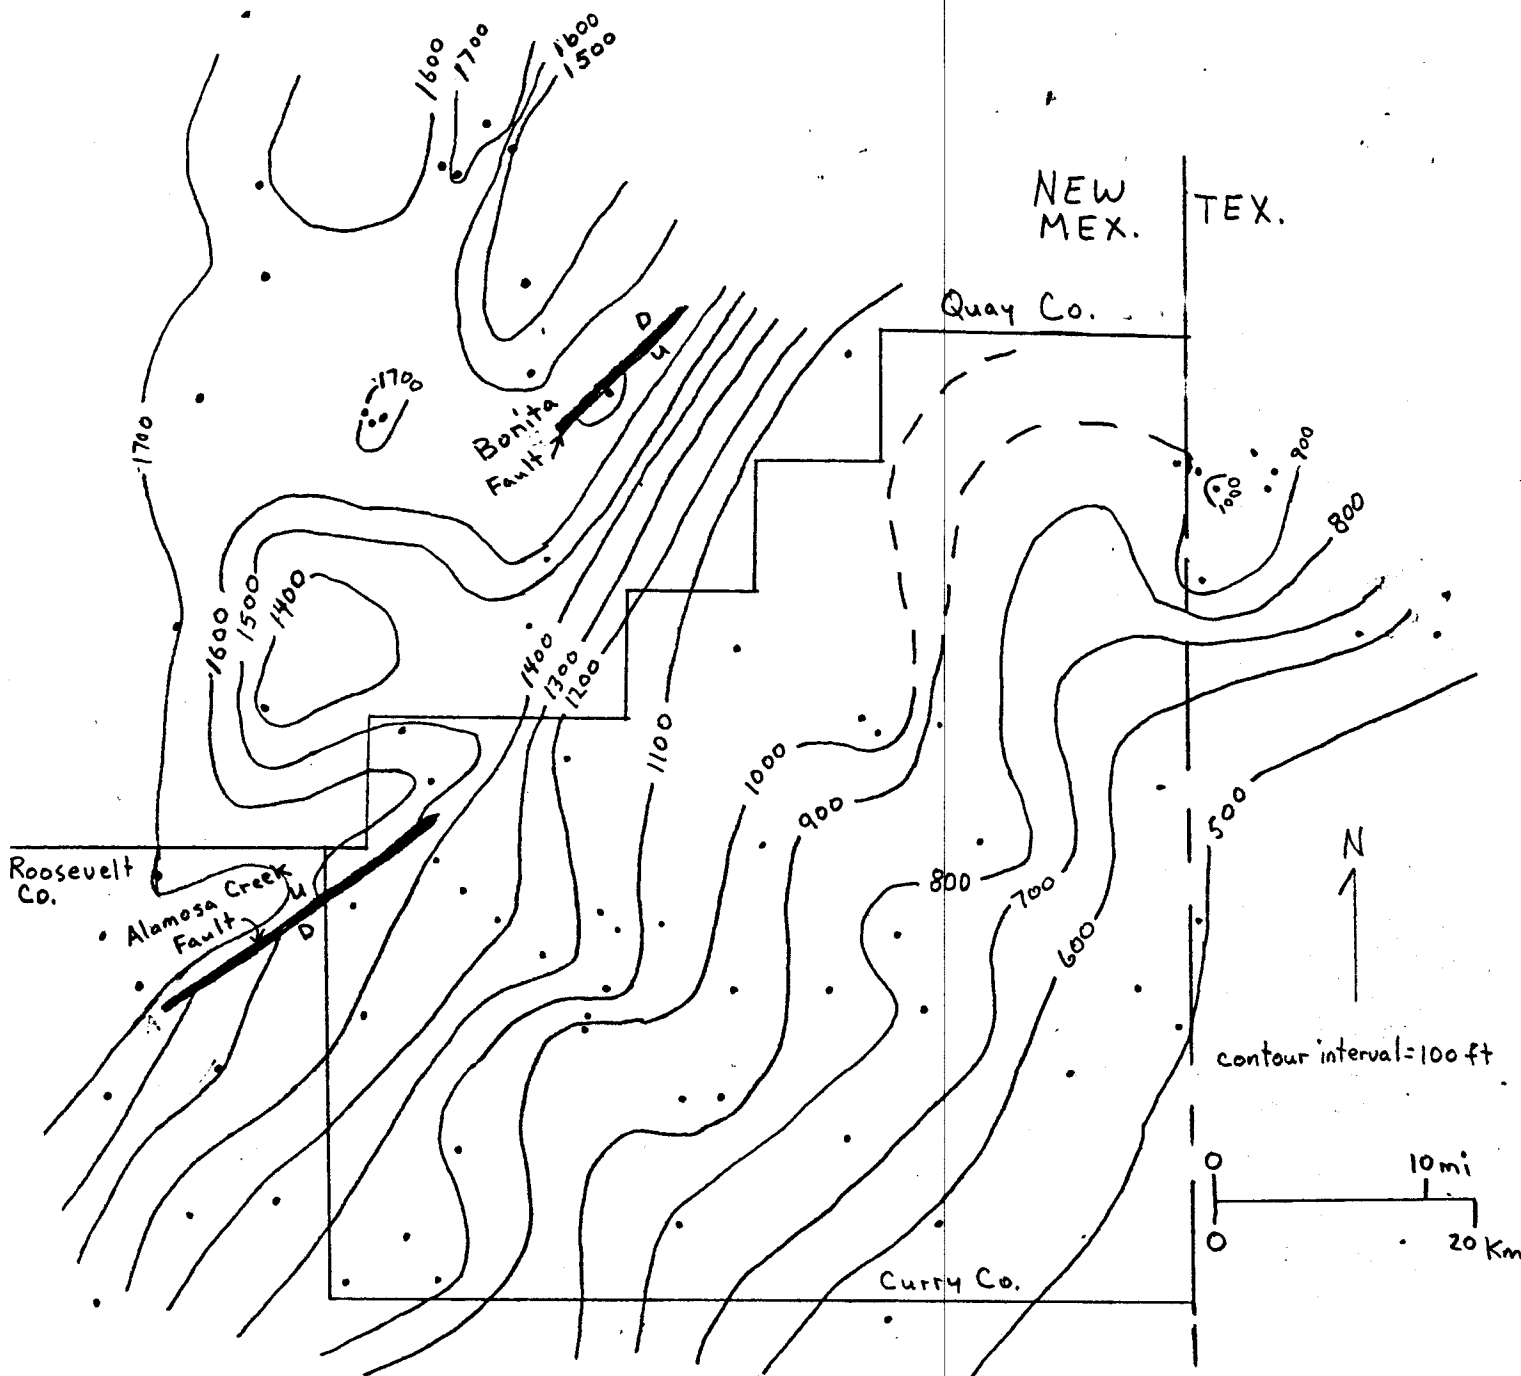 1600
1700
1600
1500
NEW
MEX.
TEX.
Quay Co.
D
U
1700
Bonita
Fault
1700
900
1000
800
1400
1500
1600
1400
1300
1200
1100
1000
900
500
N
Roosevelt
Co.
Alamosa Creek
Fault
U
D
800
700
600
contour interval=100 ft
0
10mi
0
20 Km
Curry Co.